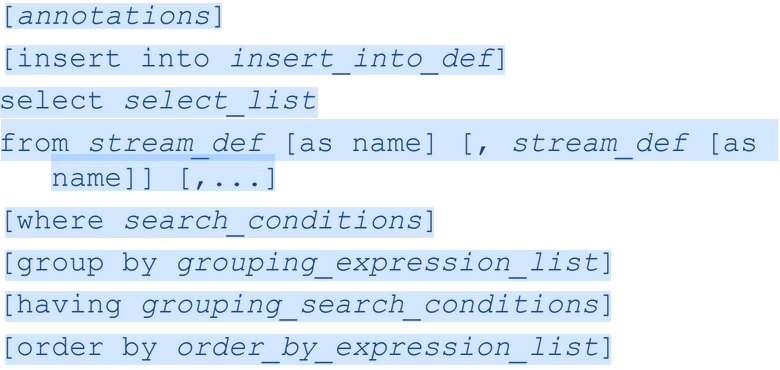 [annotations]
[insert into insert_into_def]
select select_list
from stream_def [as name] [, stream_def [as
name]] [,...]
[where search_conditions]
[group by grouping_expression_list]
[having grouping_search_conditions]
[order by order_by_expression_list]